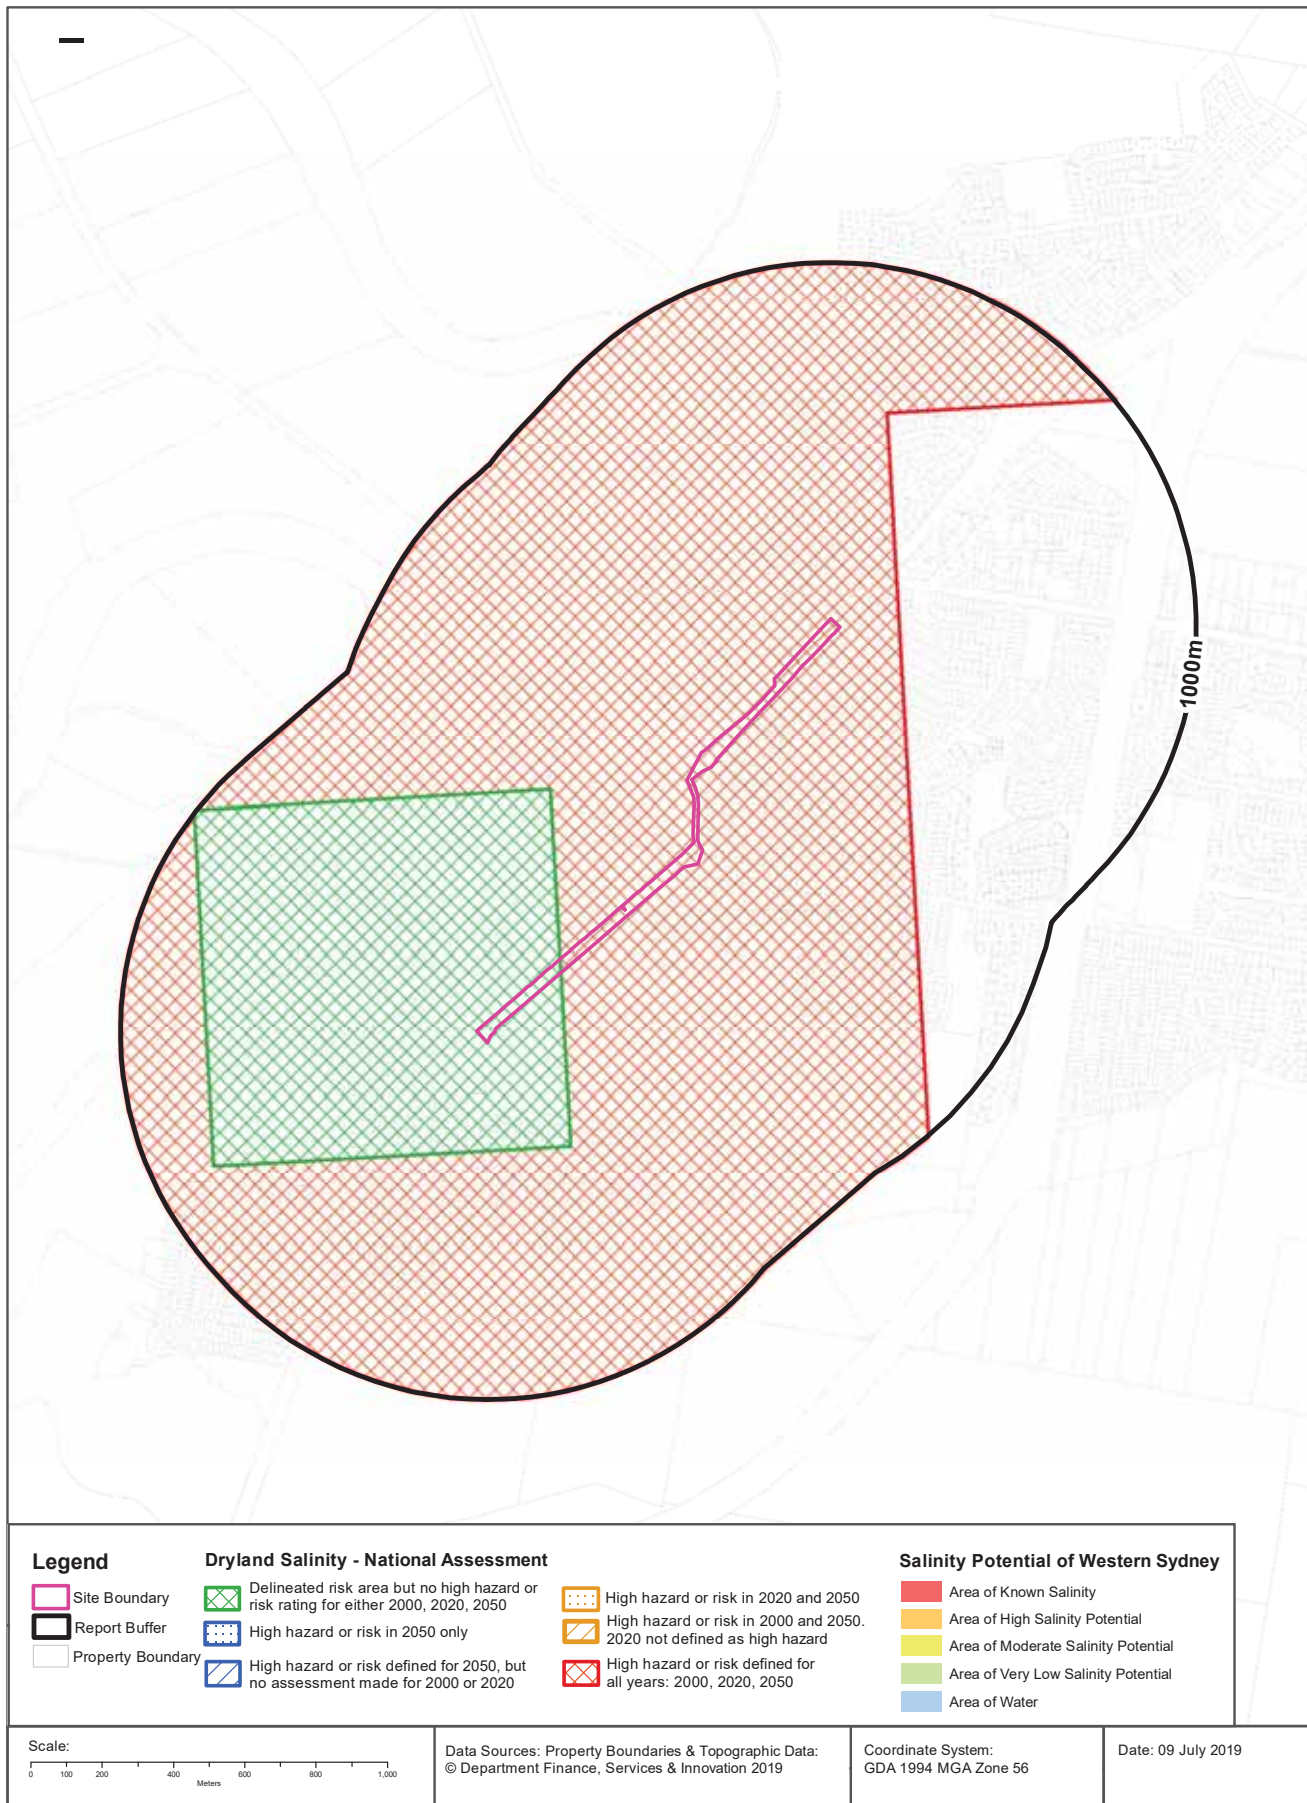 1000m
Legend
Site Boundary
Report Buffer
Property Boundary
Dryland Salinity - National Assessment
Delineated risk area but no high hazard or
risk rating for either 2000, 2020, 2050
High hazard or risk in 2050 only
High hazard or risk defined for 2050, but
no assessment made for 2000 or 2020
High hazard or risk in 2020 and 2050
High hazard or risk in 2000 and 2050.
2020 not defined as high hazard
High hazard or risk defined for
all years: 2000, 2020, 2050
Salinity Potential of Western Sydney
Area of Known Salinity
Area of High Salinity Potential
Area of Moderate Salinity Potential
Area of Very Low Salinity Potential
Area of Water
Scale:
0 100 200 400 600 800 1,000
Meters
Data Sources: Property Boundaries & Topographic Data:
© Department Finance, Services & Innovation 2019
Coordinate System:
GDA 1994 MGA Zone 56
Date: 09 July 2019